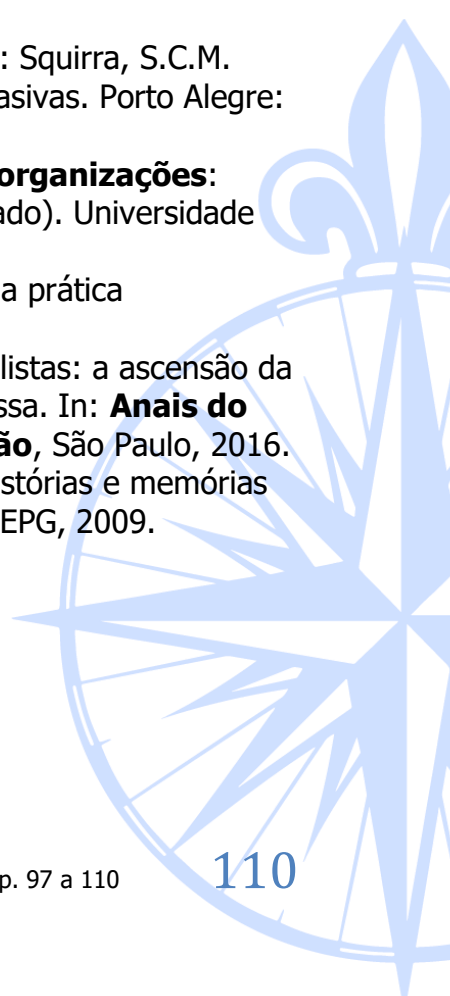 : Squirra, S.C.M.
asivas. Porto Alegre:
organizações:
ado). Universidade
a prática
listas: a ascensão da
ssa. In: Anais do
ão, São Paulo, 2016.
stórias e memórias
EPG, 2009.
p. 97 a 110 110